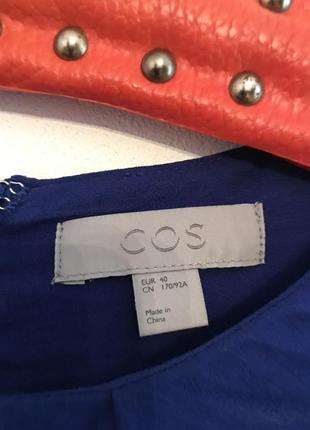 COS
EUR 40
CN 170/92A
Made in
China